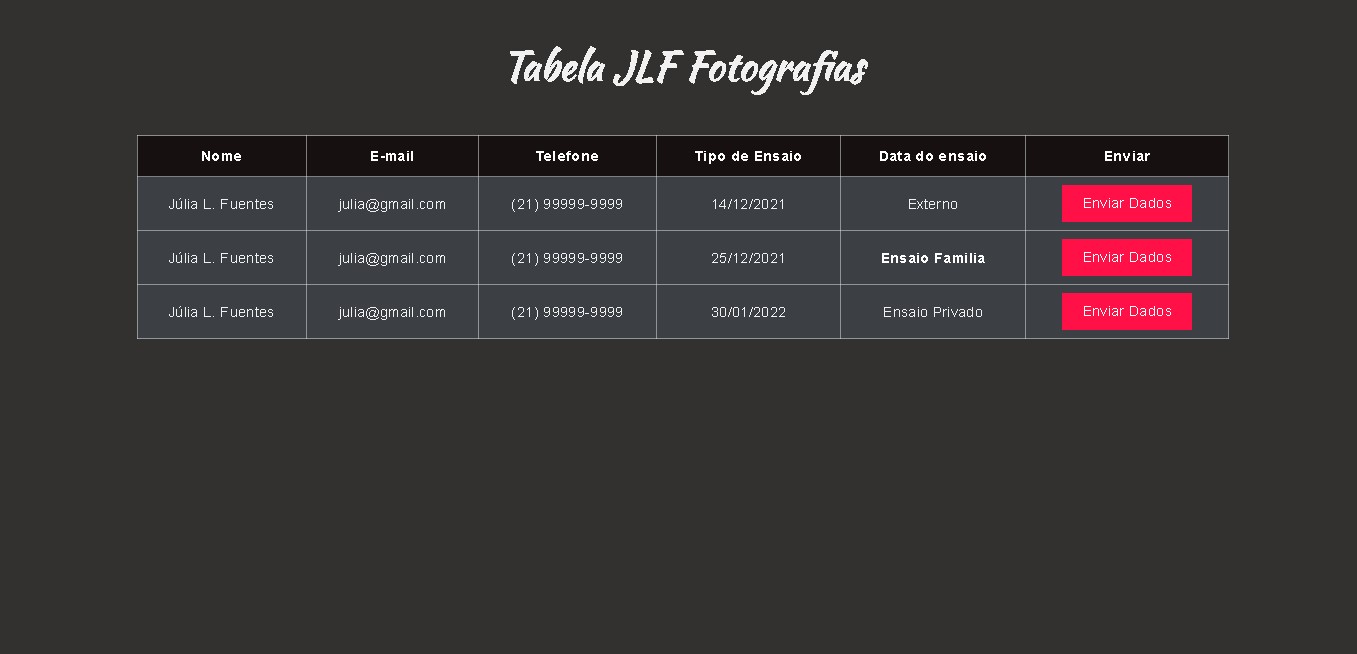 Tabela JLF Fotografias
Nome E-mail Telefone Tipo de Ensaio Data do ensaio Enviar
Júlia L. Fuentes julia@gmail.com (21) 99999-9999 14/12/2021 Externo Enviar Dados
Júlia L. Fuentes julia@gmail.com (21) 99999-9999 25/12/2021 Ensaio Familia Enviar Dados
Júlia L. Fuentes julia@gmail.com (21) 99999-9999 30/01/2022 Ensaio Privado Enviar Dados